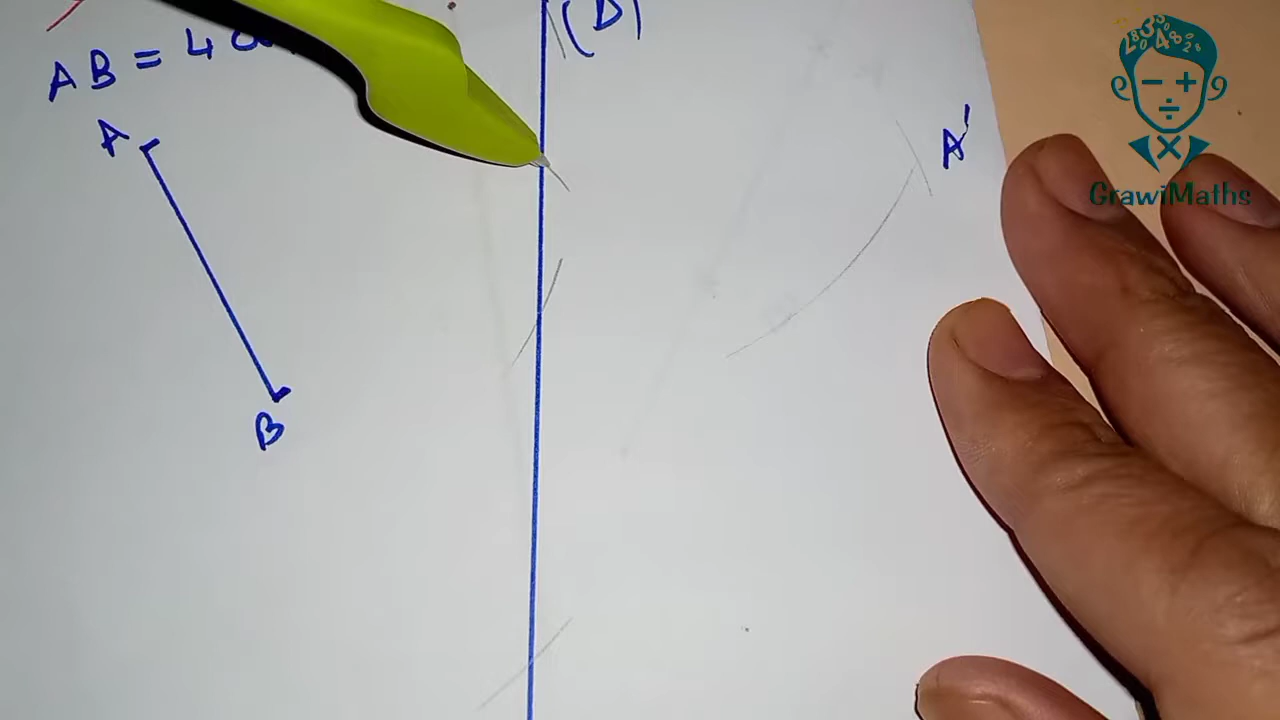 (D)
AB = 4
A
A'
B
GrawiMaths